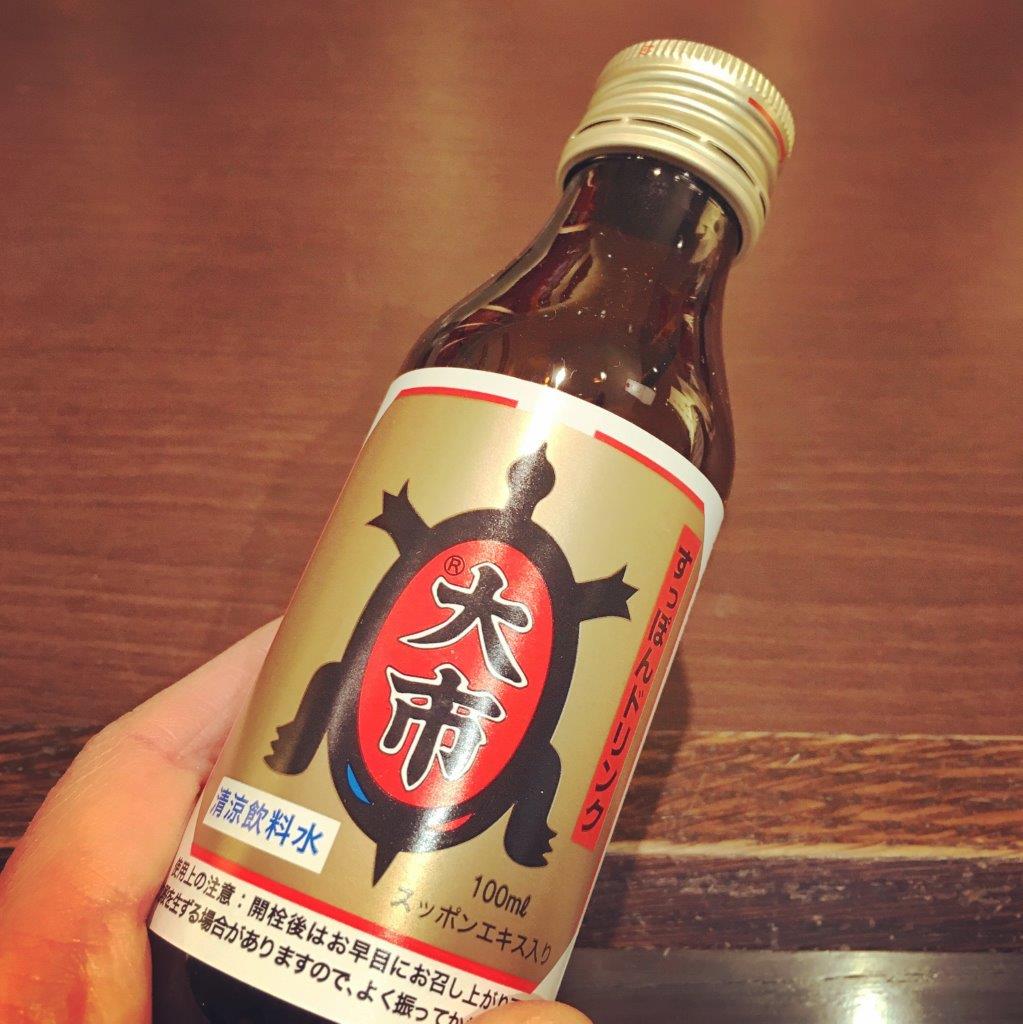 ®
大市
すっぽんドリンク
清涼飲料水
100ml
スッポンエキス入り
使用上の注意：開栓後はお早目にお召し上がり
を生ずる場合がありますので、よく振って